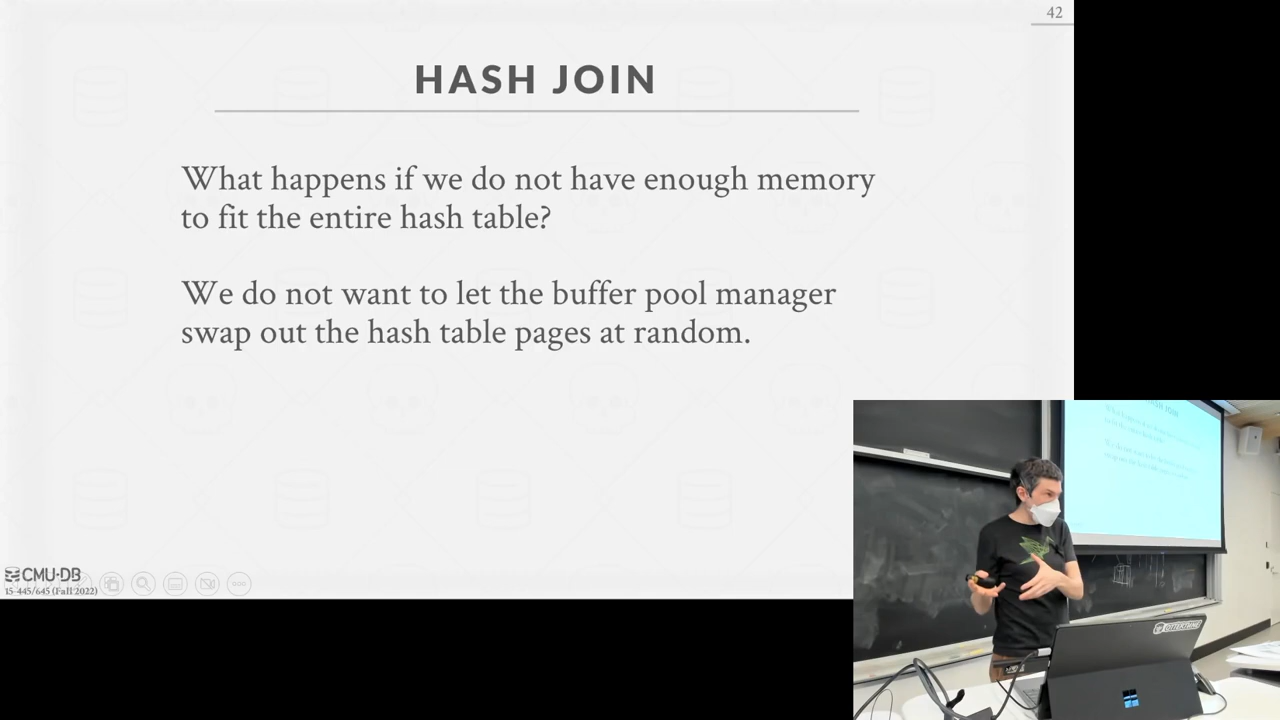 42
HASH JOIN
What happens if we do not have enough memory
to fit the entire hash table?
We do not want to let the buffer pool manager
swap out the hash table pages at random.
CMU·DB
15-445/645 (Fall 2022)
OTTERTUNE